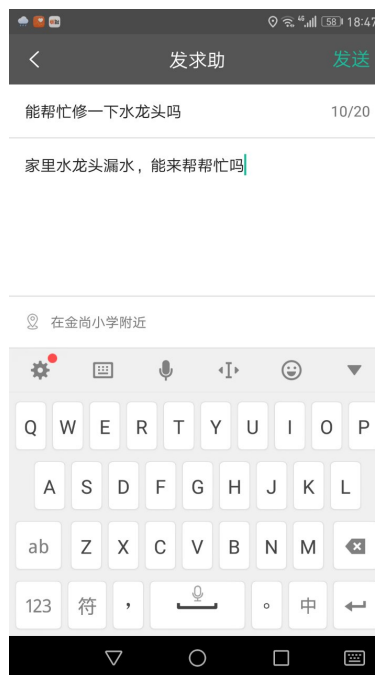 46 58 18:47
发求助 发送
能帮忙修一下水龙头吗 10/20
家里水龙头漏水，能来帮帮忙吗
在金尚小学附近
Q W E R T Y U I O P
A S D F G H J K L
ab Z X C V B N M
123 符 ， 。 中